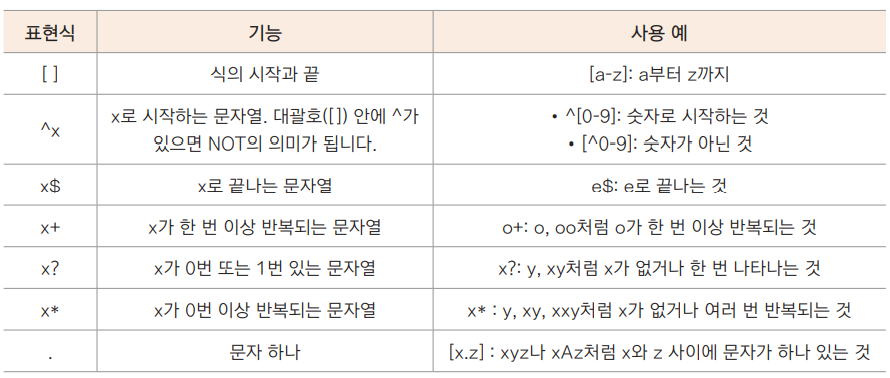 표현식 기능 사용 예
[ ] 식의 시작과 끝 [a-z]: a부터 z까지
^x x로 시작하는 문자열. 대괄호([ ]) 안에 ^가
있으면 NOT의 의미가 됩니다.
• ^[0-9]: 숫자로 시작하는 것
• [^0-9]: 숫자가 아닌 것
x$ x로 끝나는 문자열 e$: e로 끝나는 것
x+ x가 한 번 이상 반복되는 문자열 o+: o, oo처럼 o가 한 번 이상 반복되는 것
x? x가 0번 또는 1번 있는 문자열 x?: y, xy처럼 x가 없거나 한 번 나타나는 것
x* x가 0번 이상 반복되는 문자열 x* : y, xy, xxy처럼 x가 없거나 여러 번 반복되는 것
. 문자 하나 [x.z] : xyz나 xAz처럼 x와 z 사이에 문자가 하나 있는 것